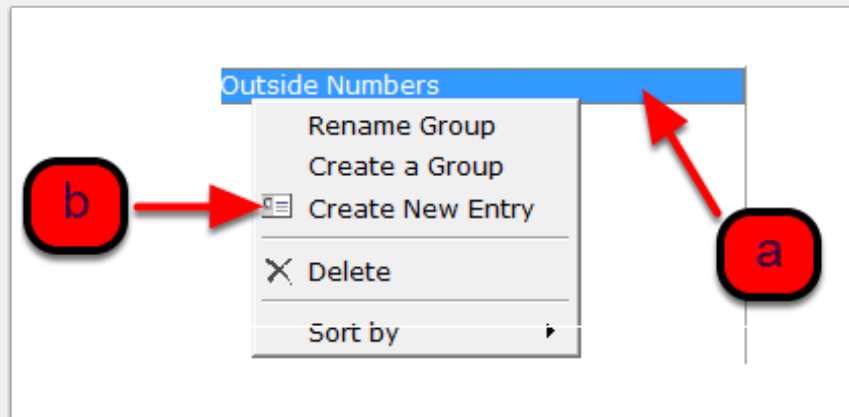 Outside Numbers
Rename Group
Create a Group
b
Create New Entry
a
Delete
Sort by